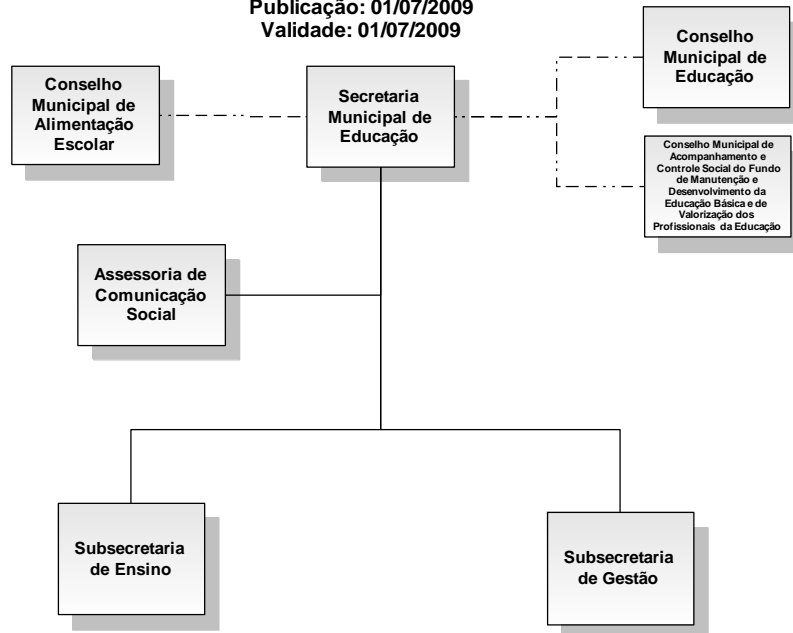 Publicação: 01/07/2009
Validade: 01/07/2009
Conselho
Municipal de
Alimentação
Escolar
Secretaria
Municipal de
Educação
Conselho
Municipal de
Educação
Conselho Municipal de
Acompanhamento e
Controle Social do Fundo
de Manutenção e
Desenvolvimento da
Educação Básica e de
Valorização dos
Profissionais da Educação
Assessoria de
Comunicação
Social
Subsecretaria
de Ensino
Subsecretaria
de Gestão